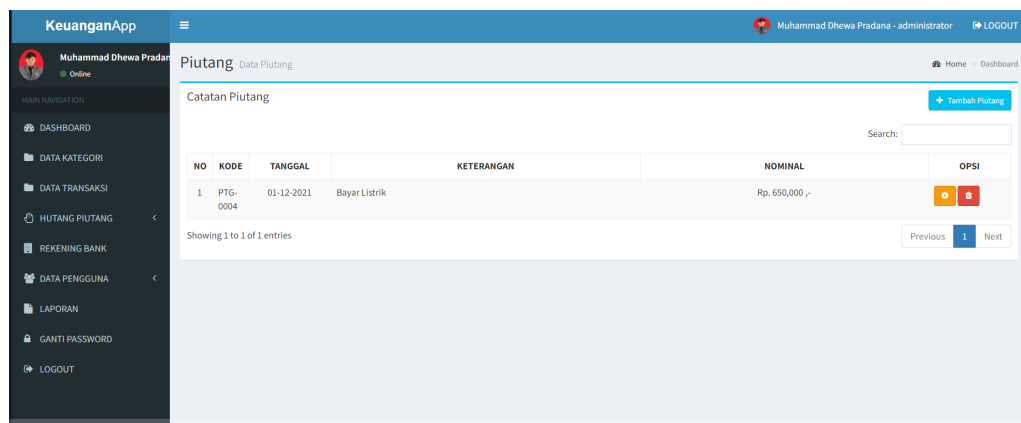 KeuanganApp
Muhammad Dhewa Pradana - administrator LOGOUT
Muhammad Dhewa Pradan
Online
Piutang Data Piutang
Home > Dashboard
MAIN NAVIGATION
DASHBOARD
DATA KATEGORI
DATA TRANSAKSI
HUTANG PIUTANG
REKENING BANK
DATA PENGGUNA
LAPORAN
GANTI PASSWORD
LOGOUT
Catatan Piutang
Tambah Piutang
Search:
NO KODE TANGGAL KETERANGAN NOMINAL OPSI
1 PTG-0004 01-12-2021 Bayar Listrik Rp. 650,000 ,-
Showing 1 to 1 of 1 entries
Previous 1 Next